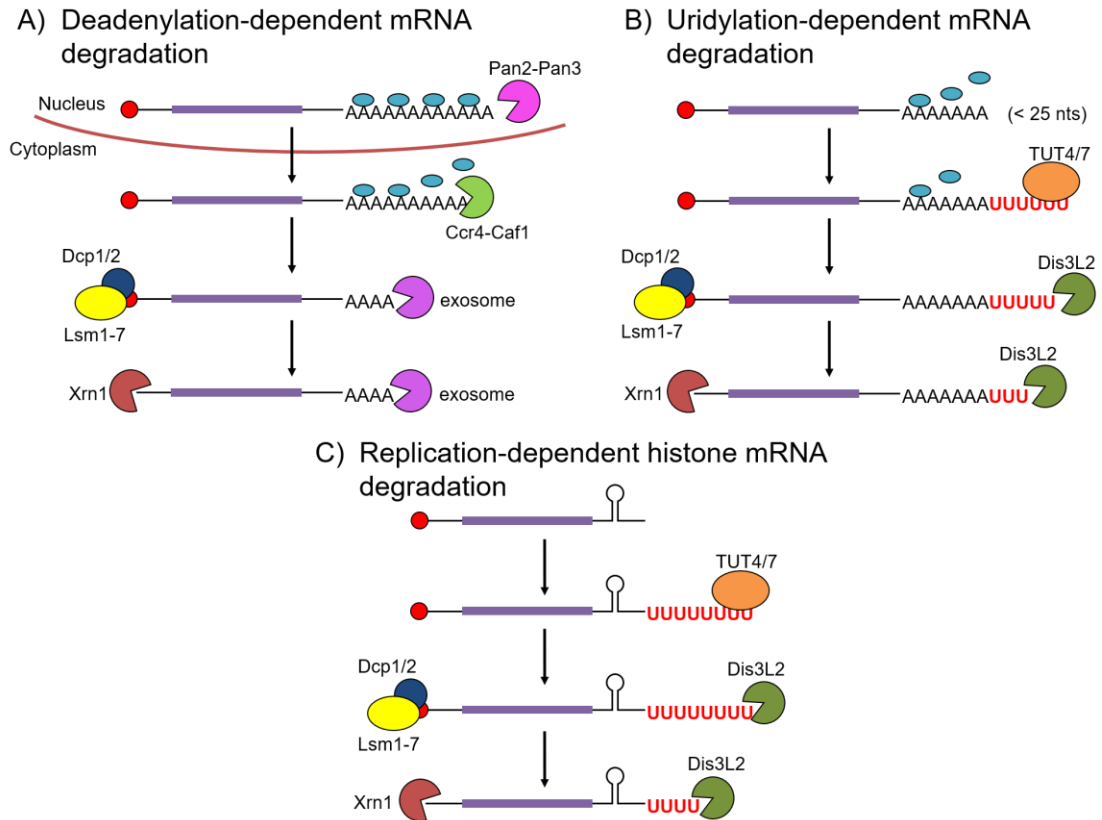 A) Deadenylation-dependent mRNA
degradation
Pan2-Pan3
Nucleus
AAAAAAAAAAAA
Cytoplasm
AAAAAAAAAA
Ccr4-Caf1
Dcp1/2
AAAA
exosome
Lsm1-7
Xrn1
AAAA
exosome
B) Uridylation-dependent mRNA
degradation
AAAAAAA (< 25 nts)
TUT4/7
AAAAAAAUUUUUU
Dcp1/2
Dis3L2
AAAAAAAUUUUU
Lsm1-7
Dis3L2
Xrn1
AAAAAAAUUU
C) Replication-dependent histone mRNA
degradation
TUT4/7
UUUUUUUU
Dcp1/2
Dis3L2
UUUUUUUU
Lsm1-7
Dis3L2
Xrn1
UUUU